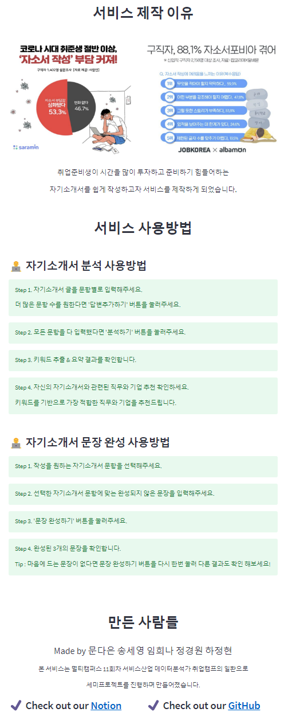 서비스 제작 이유
코로나 시대 취준생 절반 이상,
'자소서 작성' 부담 커져!
53.3%
46.7%
saramin
구직자, 88.1% 자소서포비아 겪어
JOBKOREA × albamon
취업준비생이 시간을 많이 투자하고 준비하기 힘들어하는
자기소개서를 쉽게 작성하고자 서비스를 제작하게 되었습니다.
서비스 사용방법
자기소개서 분석 사용방법
Step 1. 자기소개서 글을 문항별로 입력해주세요.
더 많은 문항 수를 원한다면 '답변추가하기' 버튼을 눌러주세요.
Step 2. 모든 문항을 다 입력했다면 '분석하기' 버튼을 눌러주세요.
Step 3. 키워드 추출 & 요약 결과를 확인합니다.
Step 4. 자신의 자기소개서와 관련된 직무와 기업 추천 확인하세요.
키워드를 기반으로 가장 적합한 직무와 기업을 추천드립니다.
자기소개서 문장 완성 사용방법
Step 1. 작성을 원하는 자기소개서 문항을 선택해주세요.
Step 2. 선택한 자기소개서 문항에 맞는 완성되지 않은 문장을 입력해주세요.
Step 3. '문장 완성하기' 버튼을 눌러주세요.
Step 4. 완성된 3개의 문장을 확인합니다.
Tip : 마음에 드는 문장이 없다면 문장 완성하기 버튼을 다시 한번 눌러 다른 결과도 확인 해보세요!
만든 사람들
Made by 문다은 송세영 임희나 정경원 하정현
본 서비스는 멀티캠퍼스 11회차 서비스산업 데이터분석가 취업캠프의 일환으로
세미프로젝트를 진행하며 만들어졌습니다.
Check out our Notion
Check out our GitHub